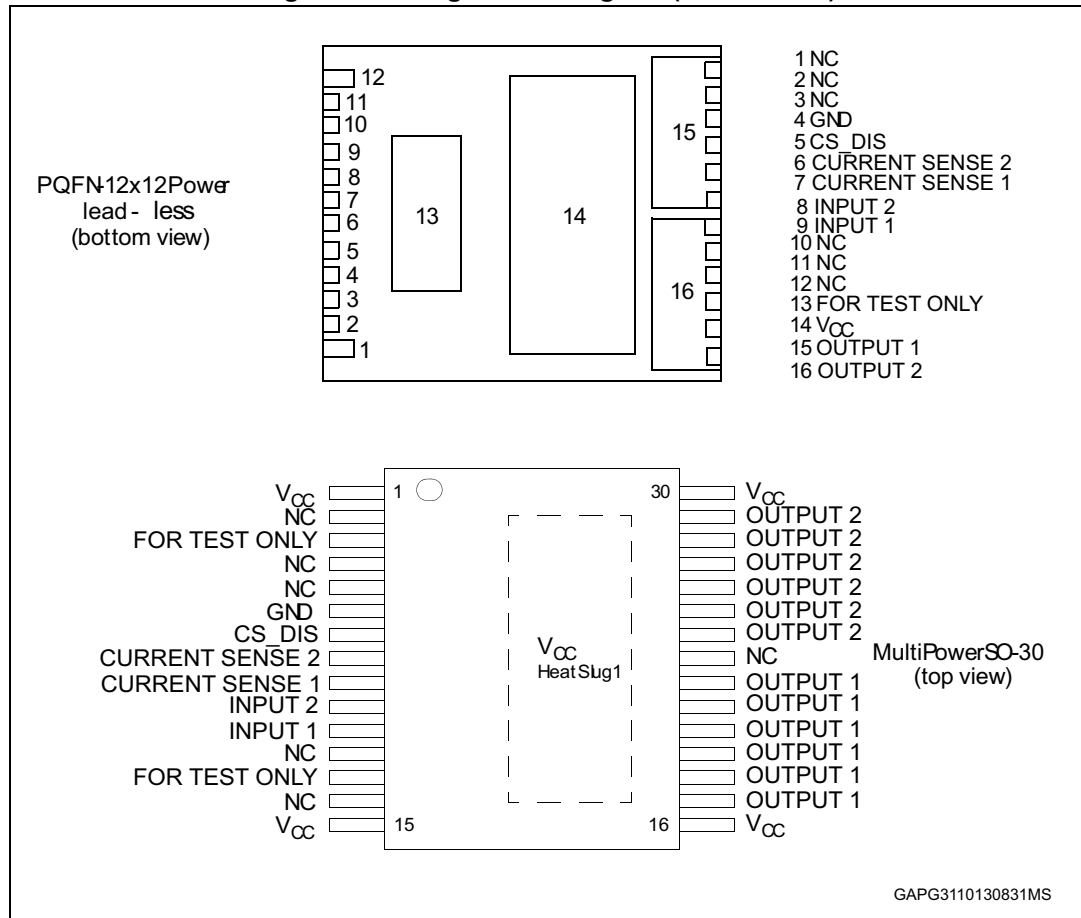 12
11
10
9
8
7
6
5
4
3
2
1
13
14
15
16
PQFN-12x12Power
lead - less
(bottom view)
1 NC
2 NC
3 NC
4 GND
5 CS_DIS
6 CURRENT SENSE 2
7 CURRENT SENSE 1
8 INPUT 2
9 INPUT 1
10 NC
11 NC
12 NC
13 FOR TEST ONLY
14 VCC
15 OUTPUT 1
16 OUTPUT 2
VCC
NC
FOR TEST ONLY
NC
NC
GND
CS_DIS
CURRENT SENSE 2
CURRENT SENSE 1
INPUT 2
INPUT 1
NC
FOR TEST ONLY
NC
VCC
1
15
VCC
Heat Slug1
30
16
VCC
OUTPUT 2
OUTPUT 2
OUTPUT 2
OUTPUT 2
OUTPUT 2
OUTPUT 2
NC
OUTPUT 1
OUTPUT 1
OUTPUT 1
OUTPUT 1
OUTPUT 1
OUTPUT 1
VCC
MultiPowerSO-30
(top view)
GAPG3110130831MS